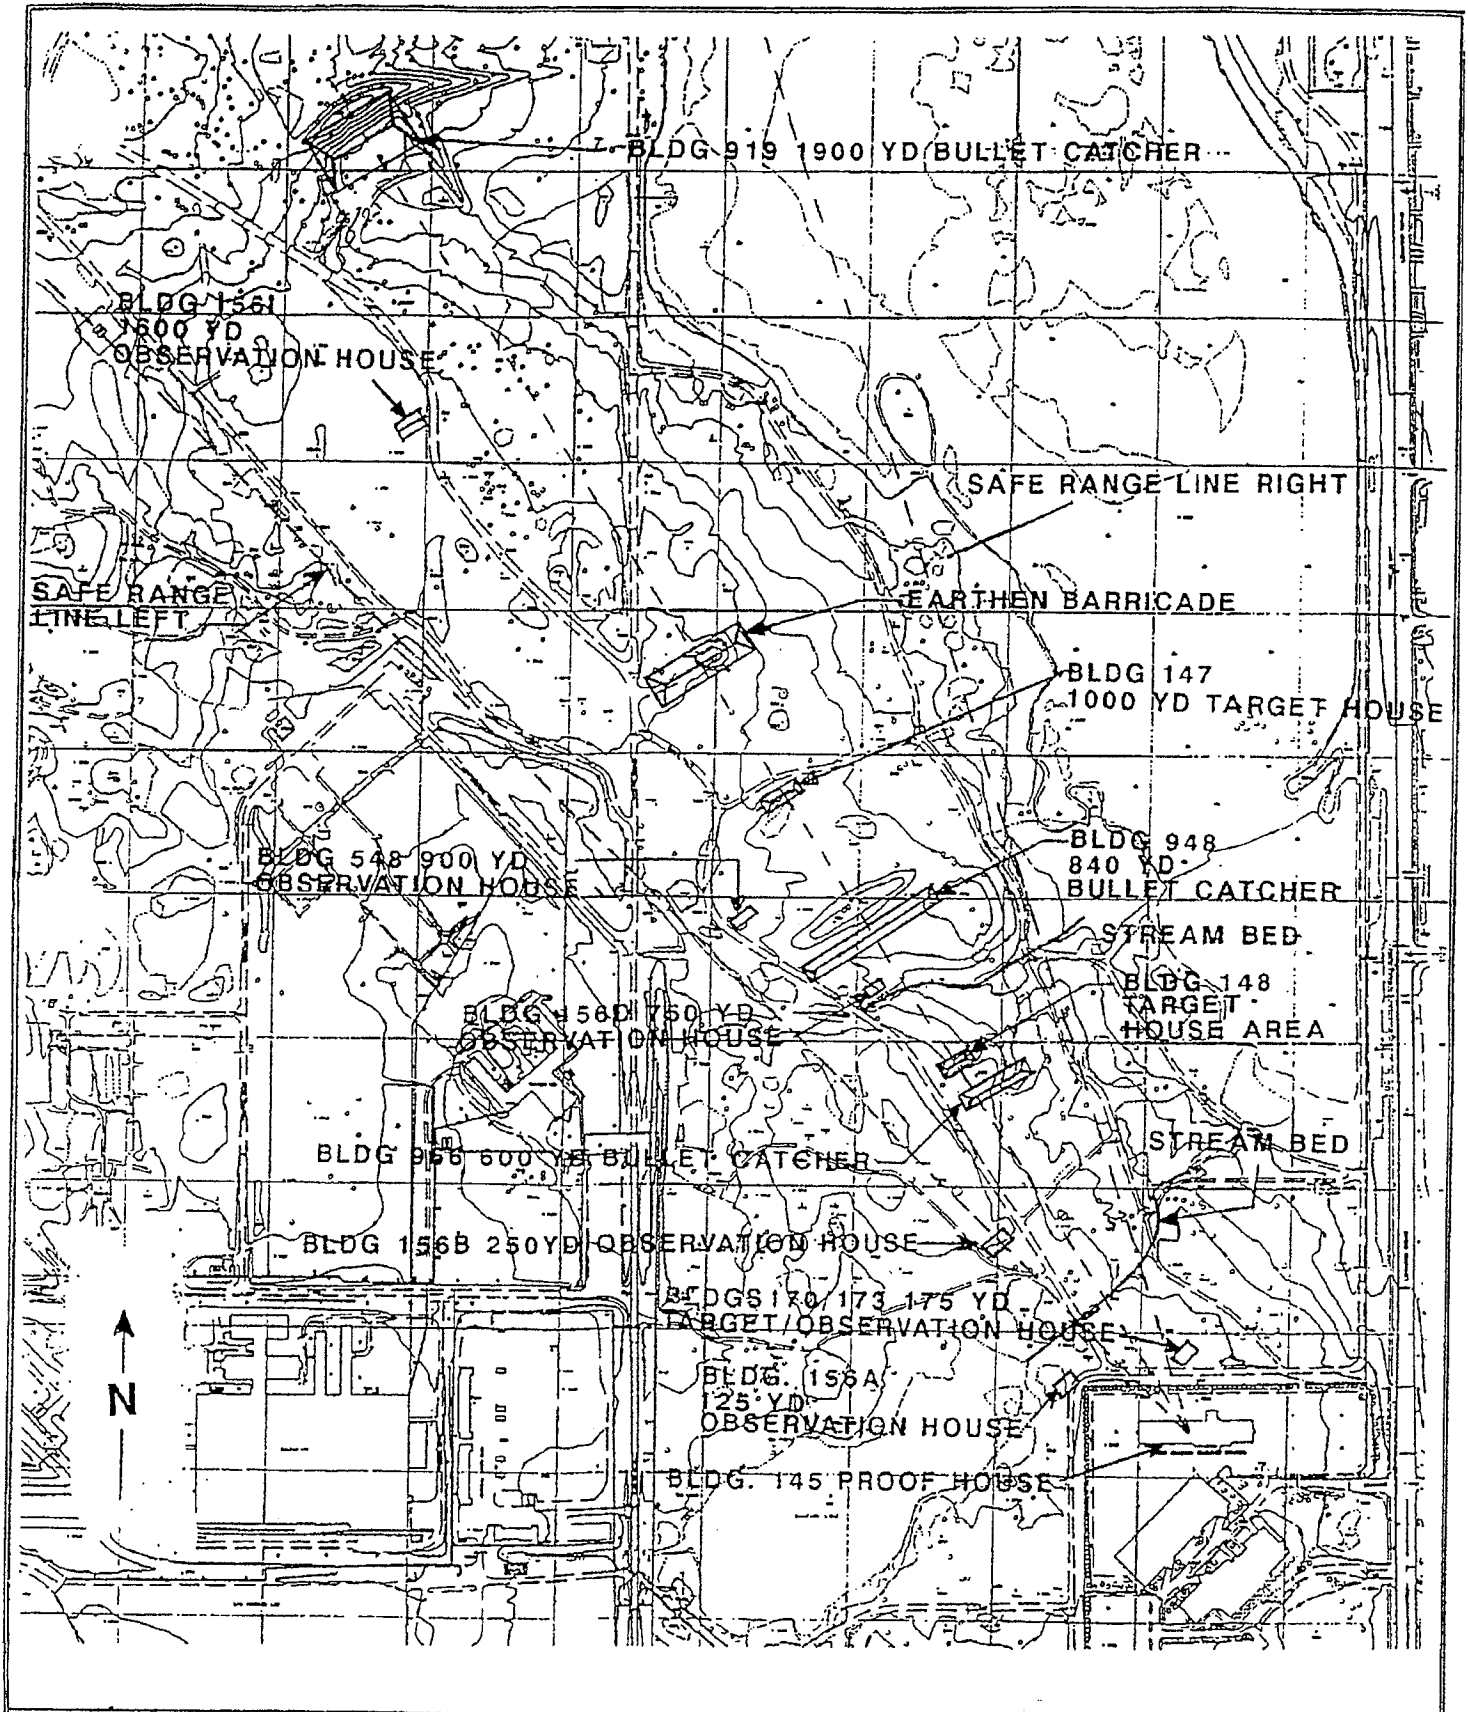 BLDG 919 1900 YD BULLET CATCHER
BLDG 156I
1600 YD
OBSERVATION HOUSE
SAFE RANGE LINE RIGHT
SAFE RANGE
LINE LEFT
EARTHEN BARRICADE
BLDG 147
1000 YD TARGET HOUSE
BLDG 548 900 YD
OBSERVATION HOUSE
BLDG 948
840 YD
BULLET CATCHER
STREAM BED
BLDG 148
TARGET
HOUSE AREA
BLDG 156D 750 YD
OBSERVATION HOUSE
BLDG 956 600 YD BULLET CATCHER
STREAM BED
BLDG 156B 250YD OBSERVATION HOUSE
BLDGS 170/173 175 YD
TARGET/OBSERVATION HOUSE
BLDG. 156A
125 YD
OBSERVATION HOUSE
N
BLDG. 145 PROOF HOUSE